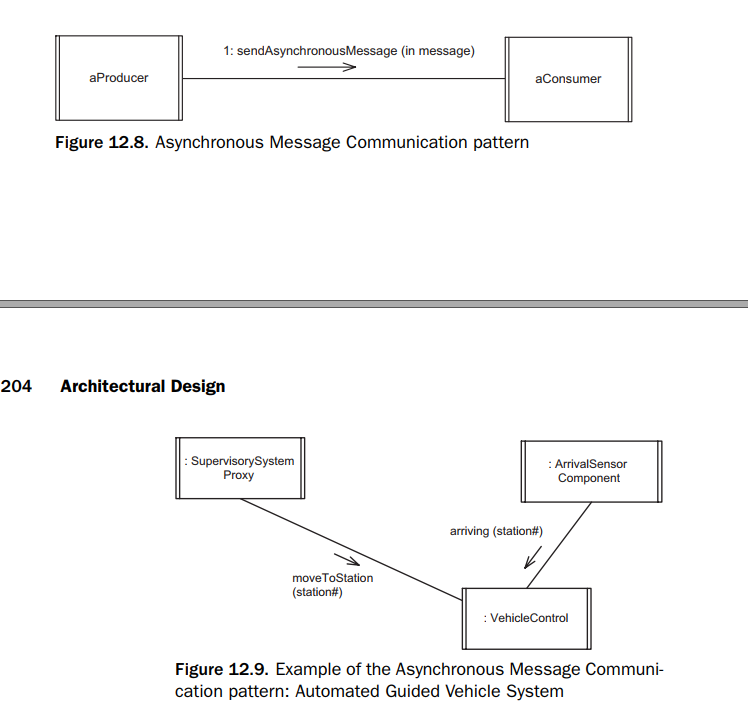 1: sendAsynchronousMessage (in message)
aProducer
aConsumer
Figure 12.8. Asynchronous Message Communication pattern
204 Architectural Design
: SupervisorySystem
Proxy
: ArrivalSensor
Component
arriving (station#)
moveToStation
(station#)
: VehicleControl
Figure 12.9. Example of the Asynchronous Message Communi-
cation pattern: Automated Guided Vehicle System